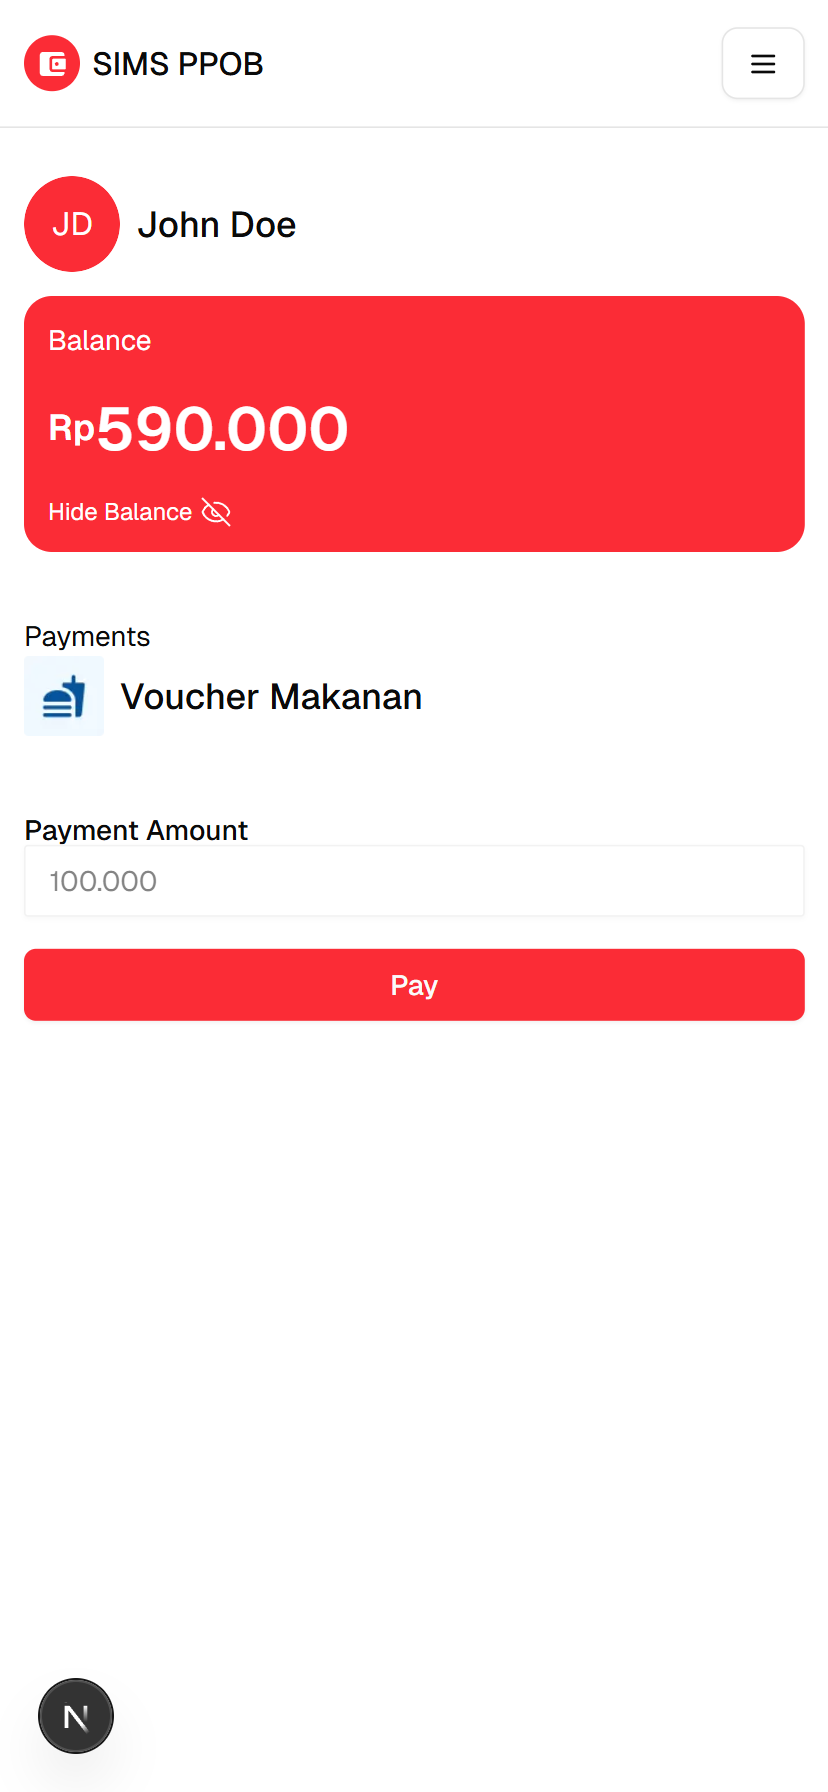 SIMS PPOB
JD
John Doe
Balance
Rp590.000
Hide Balance
Payments
Voucher Makanan
Payment Amount
100.000
Pay
N